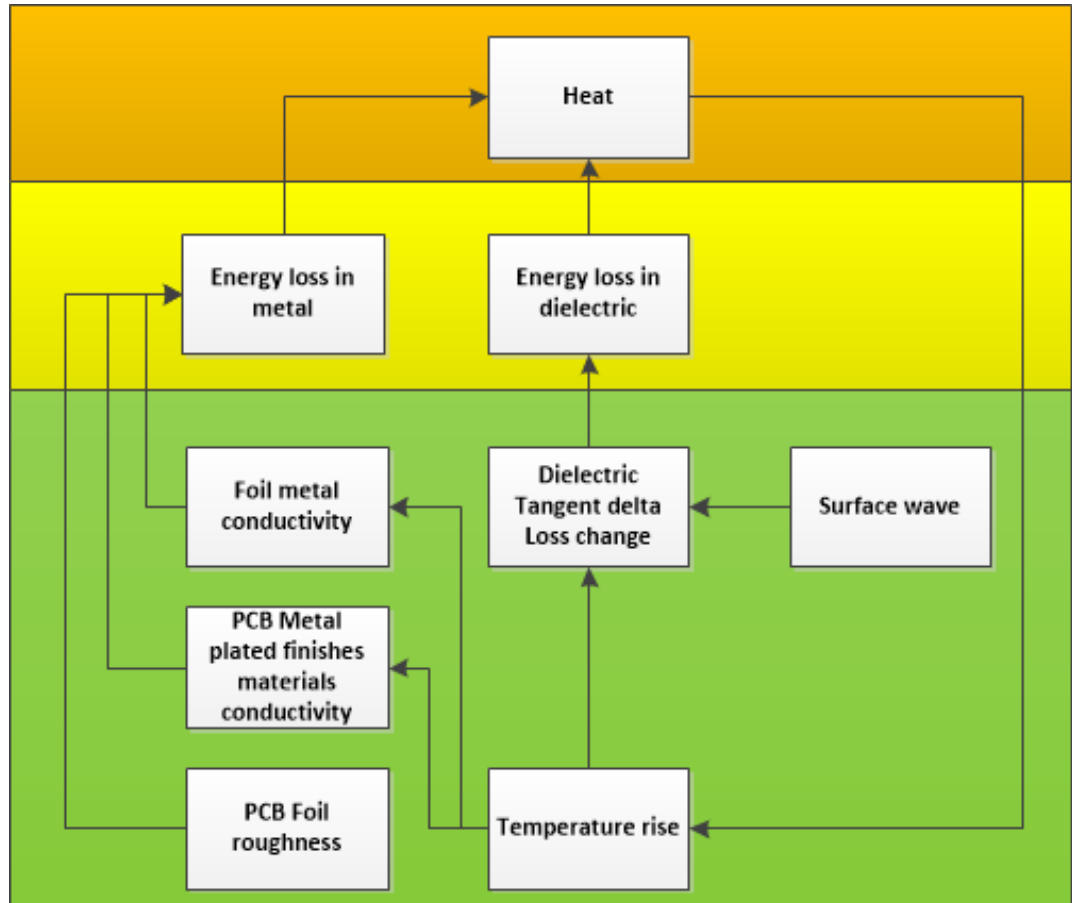 Heat
Energy loss in
metal
Energy loss in
dielectric
Foil metal
conductivity
Dielectric
Tangent delta
Loss change
Surface wave
PCB Metal
plated finishes
materials
conductivity
PCB Foil
roughness
Temperature rise